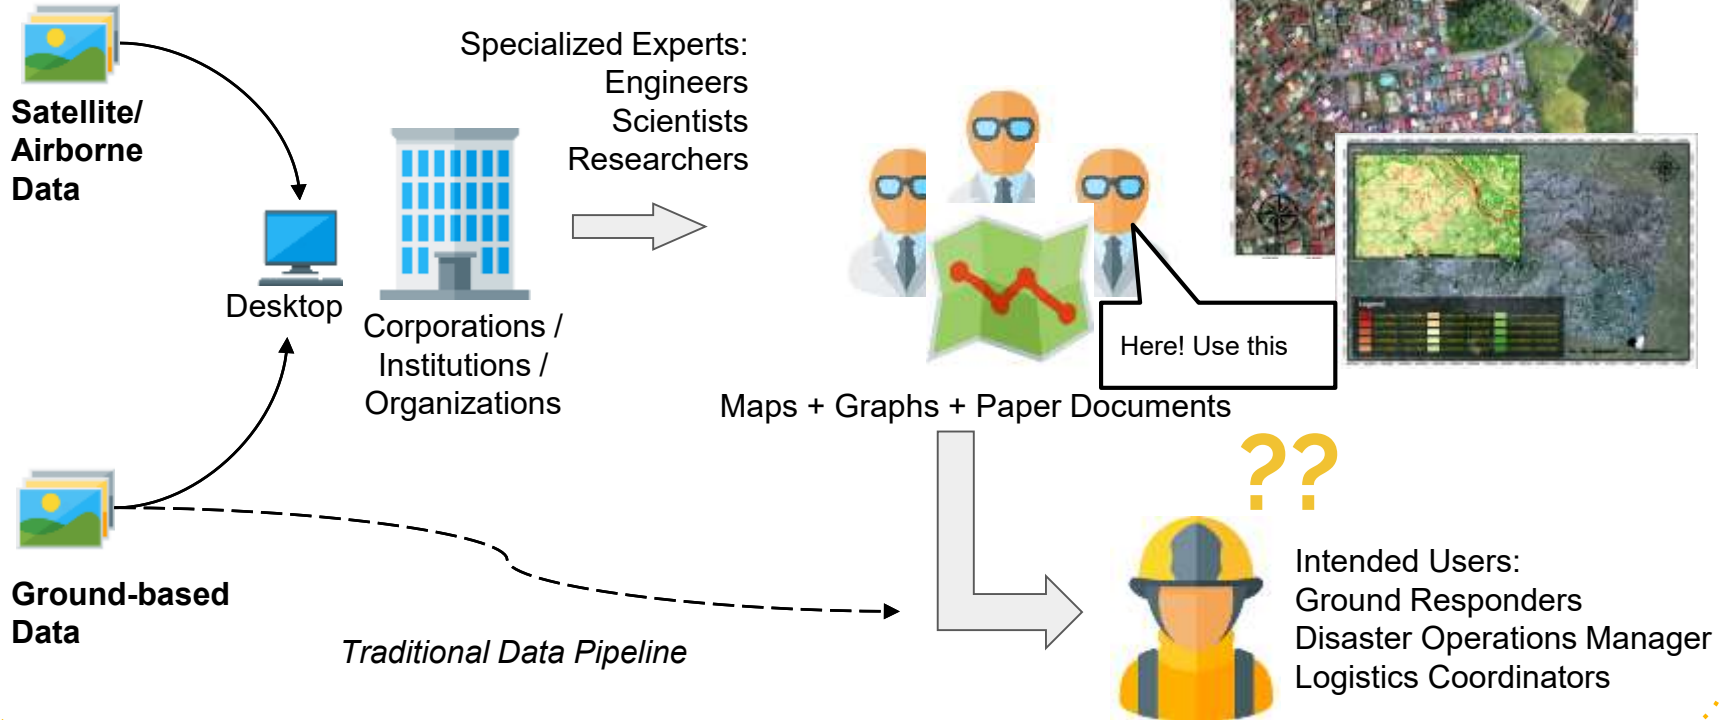 Satellite/
Airborne
Data
Specialized Experts:
Engineers
Scientists
Researchers
Desktop
Corporations /
Institutions /
Organizations
Legend
Here! Use this
Maps + Graphs + Paper Documents
??
Ground-based
Data
Traditional Data Pipeline
Intended Users:
Ground Responders
Disaster Operations Manager
Logistics Coordinators